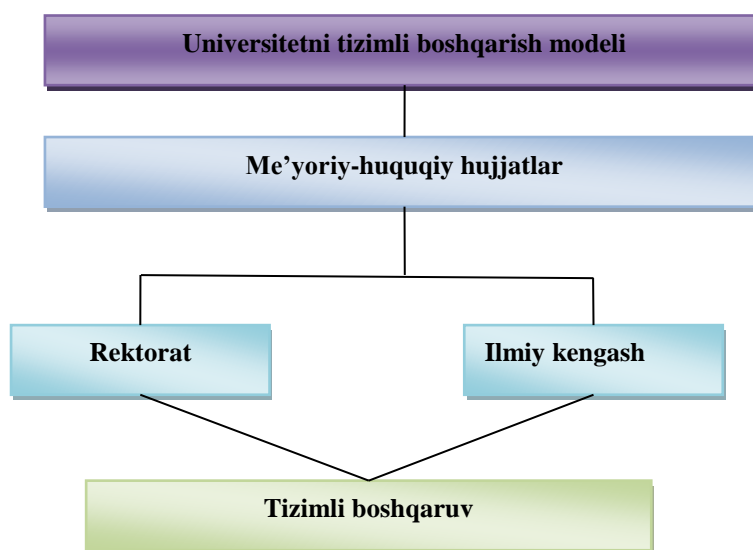 Universitetni tizimli boshqarish modeli
Me’yoriy-huquqiy hujjatlar
Rektorat
Ilmiy kengash
Tizimli boshqaruv